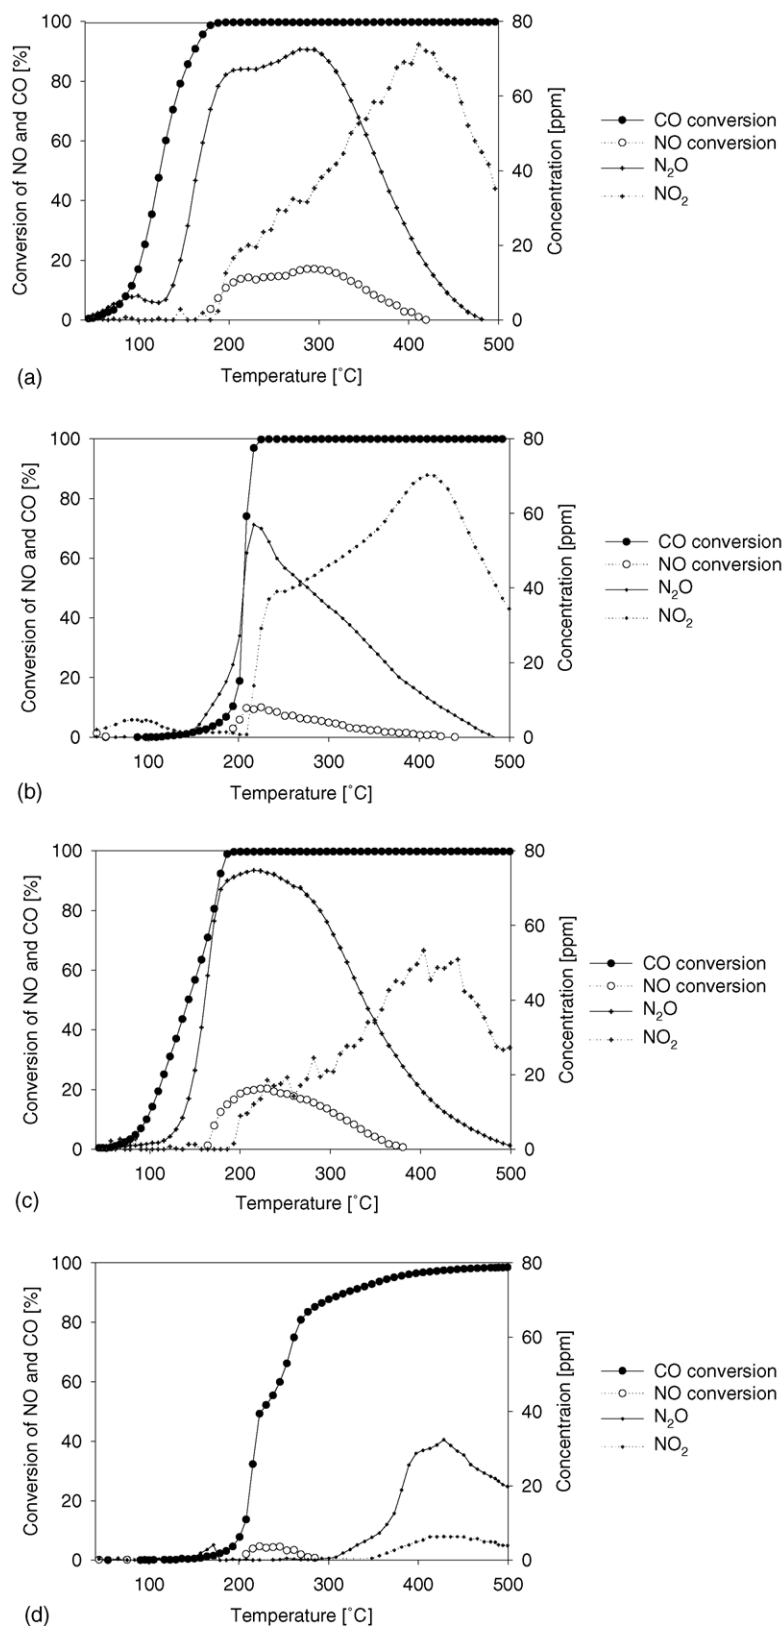 100
80
60
40
20
0
Conversion of NO and CO [%]
80
60
40
20
0
Concentration [ppm]
100
200
300
400
500
Temperature [˚C]
CO conversion
NO conversion
N₂O
NO₂
(a)
100
80
60
40
20
0
Conversion of NO and CO [%]
80
60
40
20
0
Concentration [ppm]
100
200
300
400
500
Temperature [˚C]
CO conversion
NO conversion
N₂O
NO₂
(b)
100
80
60
40
20
0
Conversion of NO and CO [%]
80
60
40
20
0
Concentration [ppm]
100
200
300
400
500
Temperature [˚C]
CO conversion
NO conversion
N₂O
NO₂
(c)
100
80
60
40
20
0
Conversion of NO and CO [%]
80
60
40
20
0
Concentraion [ppm]
100
200
300
400
500
Temperature [˚C]
CO conversion
NO conversion
N₂O
NO₂
(d)